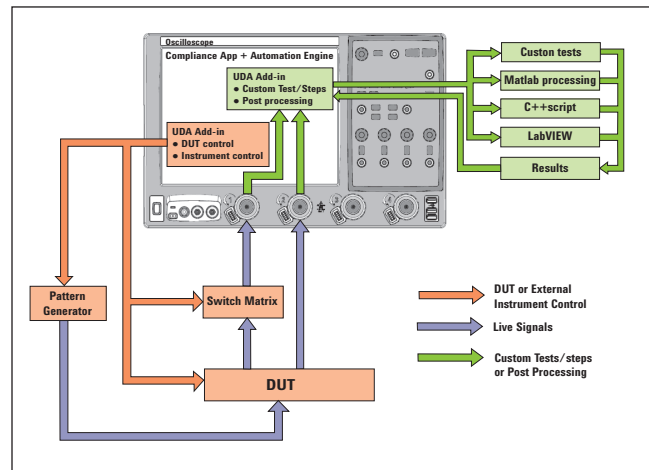 Oscilloscope
Compliance App + Automation Engine
UDA Add-in
● Custom Test/Steps
● Post processing
UDA Add-in
● DUT control
● Instrument control
Custon tests
Matlab processing
C++script
LabVIEW
Results
Pattern
Generator
Switch Matrix
DUT
DUT or External
Instrument Control
Live Signals
Custom Tests/steps
or Post Processing